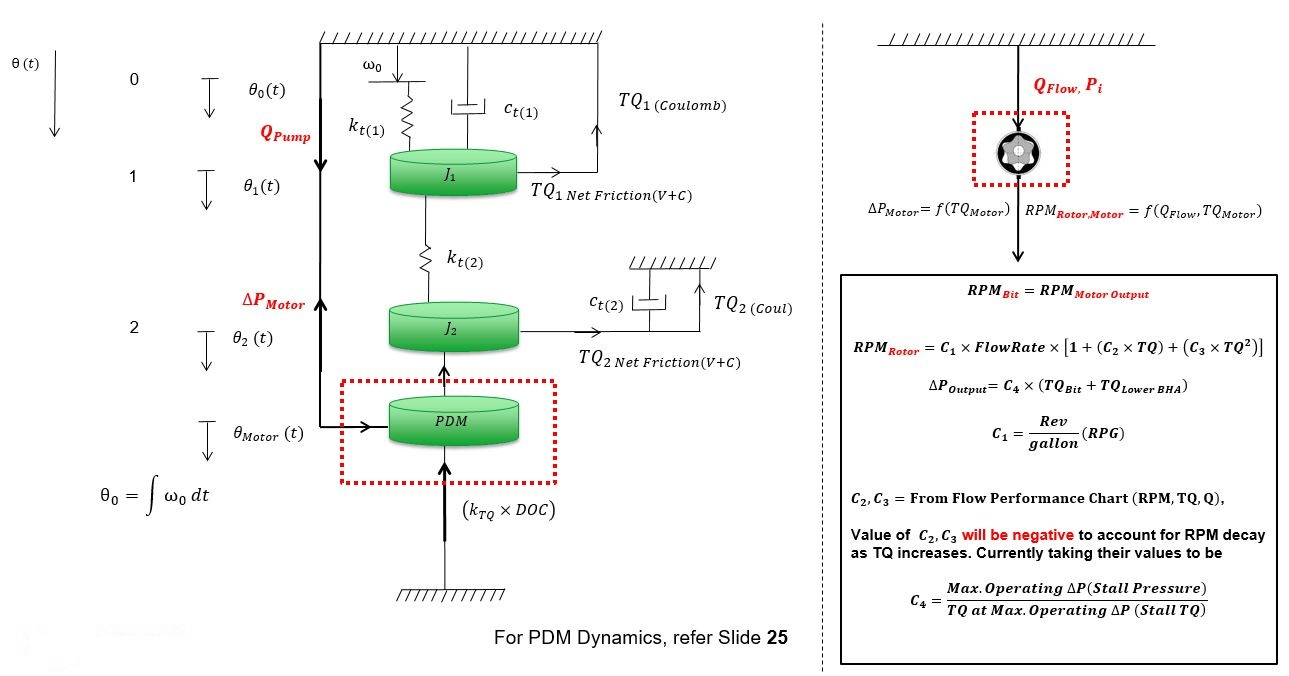 θ (t)
0
θ₀(t)
Q_Pump
ω₀
k_t(1)
c_t(1)
TQ₁ (Coulomb)
1
θ₁(t)
J₁
TQ₁ Net Friction(V+C)
k_t(2)
ΔP_Motor
2
θ₂ (t)
J₂
c_t(2)
TQ₂ (Coul)
TQ₂ Net Friction(V+C)
θ_Motor (t)
PDM
θ₀ = ∫ ω₀ dt
(k_TQ × DOC)
For PDM Dynamics, refer Slide 25
Q_Flow, P_i
ΔP_Motor = f(TQ_Motor)
RPM_Rotor,Motor = f(Q_Flow, TQ_Motor)
RPM_Bit = RPM_Motor Output
RPM_Rotor = C₁ × FlowRate × [1 + (C₂ × TQ) + (C₃ × TQ²)]
ΔP_Output = C₄ × (TQ_Bit + TQ_Lower BHA)
C₁ = Rev / gallon (RPG)
C₂, C₃ = From Flow Performance Chart (RPM, TQ, Q),
Value of C₂, C₃ will be negative to account for RPM decay
as TQ increases. Currently taking their values to be
C₄ = Max. Operating ΔP(Stall Pressure) / TQ at Max. Operating ΔP (Stall TQ)